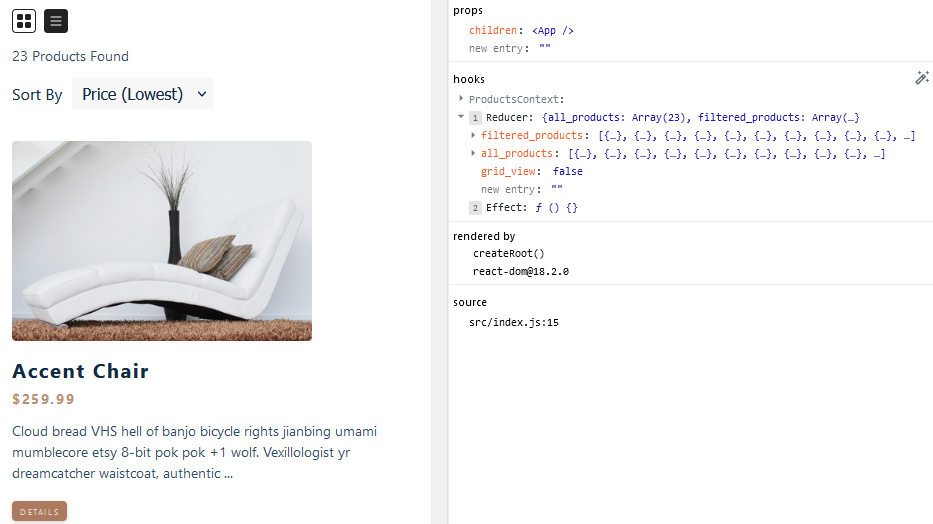 23 Products Found
Sort By Price (Lowest)
Accent Chair
$259.99
Cloud bread VHS hell of banjo bicycle rights jianbing umami
mumblecore etsy 8-bit pok pok +1 wolf. Vexillologist yr
dreamcatcher waistcoat, authentic ...
DETAILS
props
children: <App />
new entry: ""
hooks
ProductsContext:
1 Reducer: {all_products: Array(23), filtered_products: Array(…}
filtered_products: [{…}, {…}, {…}, {…}, {…}, {…}, {…}, {…}, {…}, {…}, …]
all_products: [{…}, {…}, {…}, {…}, {…}, {…}, {…}, {…}, {…}, {…}, …]
grid_view: false
new entry: ""
2 Effect: ƒ () {}
rendered by
createRoot()
react-dom@18.2.0
source
src/index.js:15